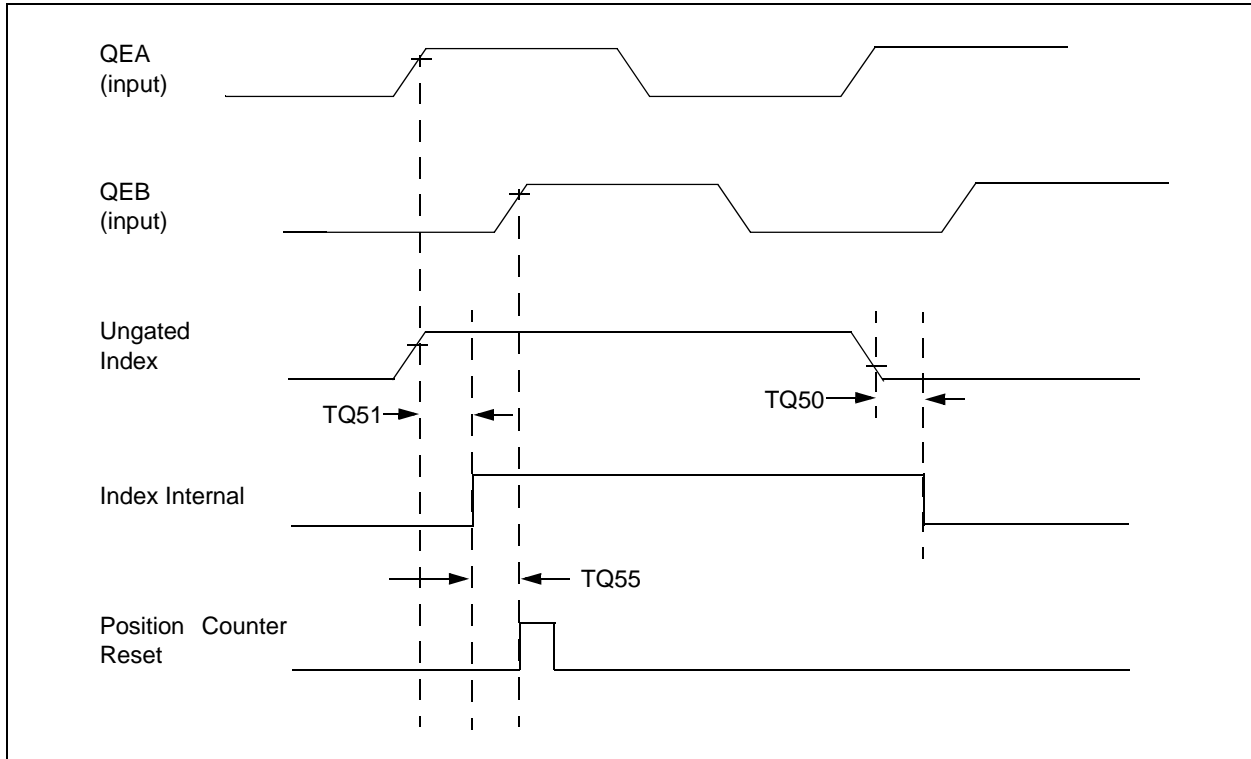 QEA
(input)
QEB
(input)
Ungated
Index
TQ51
TQ50
Index Internal
TQ55
Position Counter
Reset